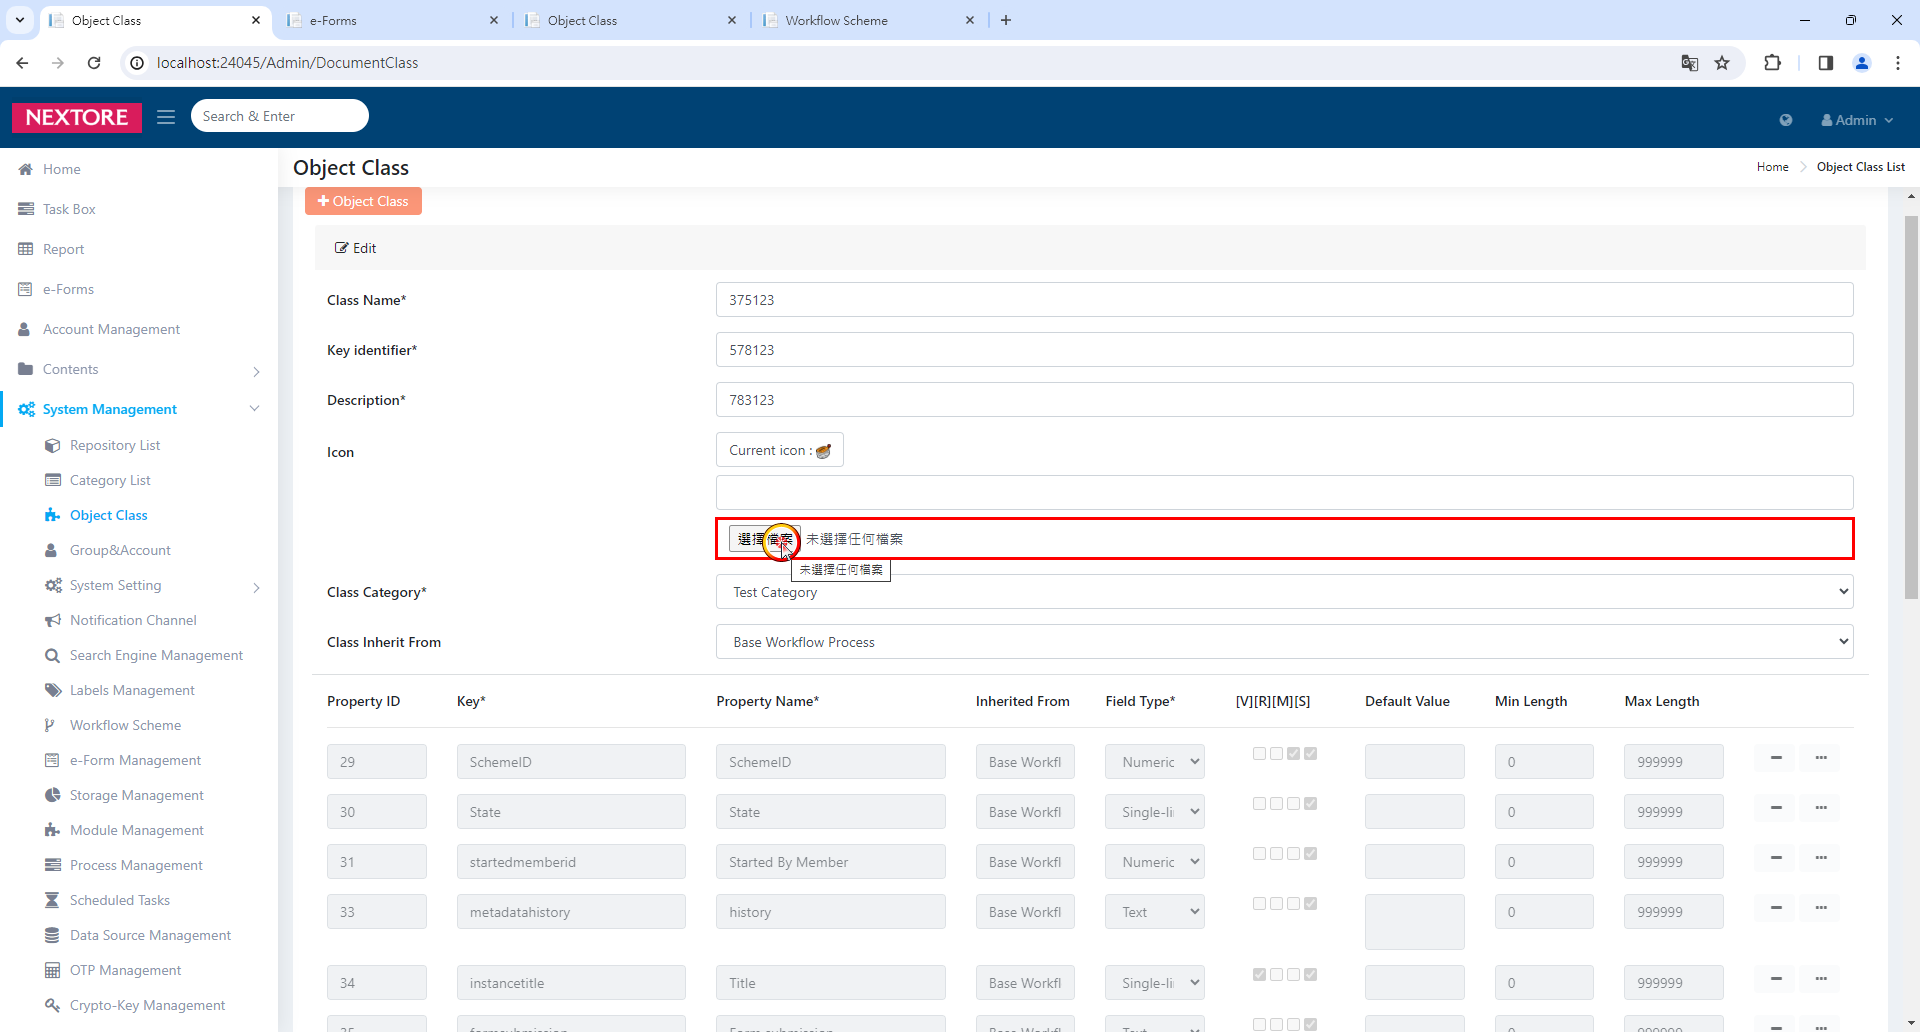 Object Class
e-Forms
Object Class
Workflow Scheme
localhost:24045/Admin/DocumentClass
NEXTORE
Search & Enter
Admin
Home
Task Box
Report
e-Forms
Account Management
Contents
System Management
Repository List
Category List
Object Class
Group&Account
System Setting
Notification Channel
Search Engine Management
Labels Management
Workflow Scheme
e-Form Management
Storage Management
Module Management
Process Management
Scheduled Tasks
Data Source Management
OTP Management
Crypto-Key Management
Object Class
Home
Object Class List
Object Class
Edit
Class Name* 375123
Key identifier* 578123
Description* 783123
Icon Current icon :
選擇檔案 未選擇任何檔案
未選擇任何檔案
Class Category* Test Category
Class Inherit From Base Workflow Process
Property ID Key* Property Name* Inherited From Field Type* [V][R][M][S] Default Value Min Length Max Length
29 SchemeID SchemeID Base Workfl Numeric 0 999999
30 State State Base Workfl Single-li 0 999999
31 startedmemberid Started By Member Base Workfl Numeric 0 999999
33 metadatahistory history Base Workfl Text 0 999999
34 instancetitle Title Base Workfl Single-li 0 999999